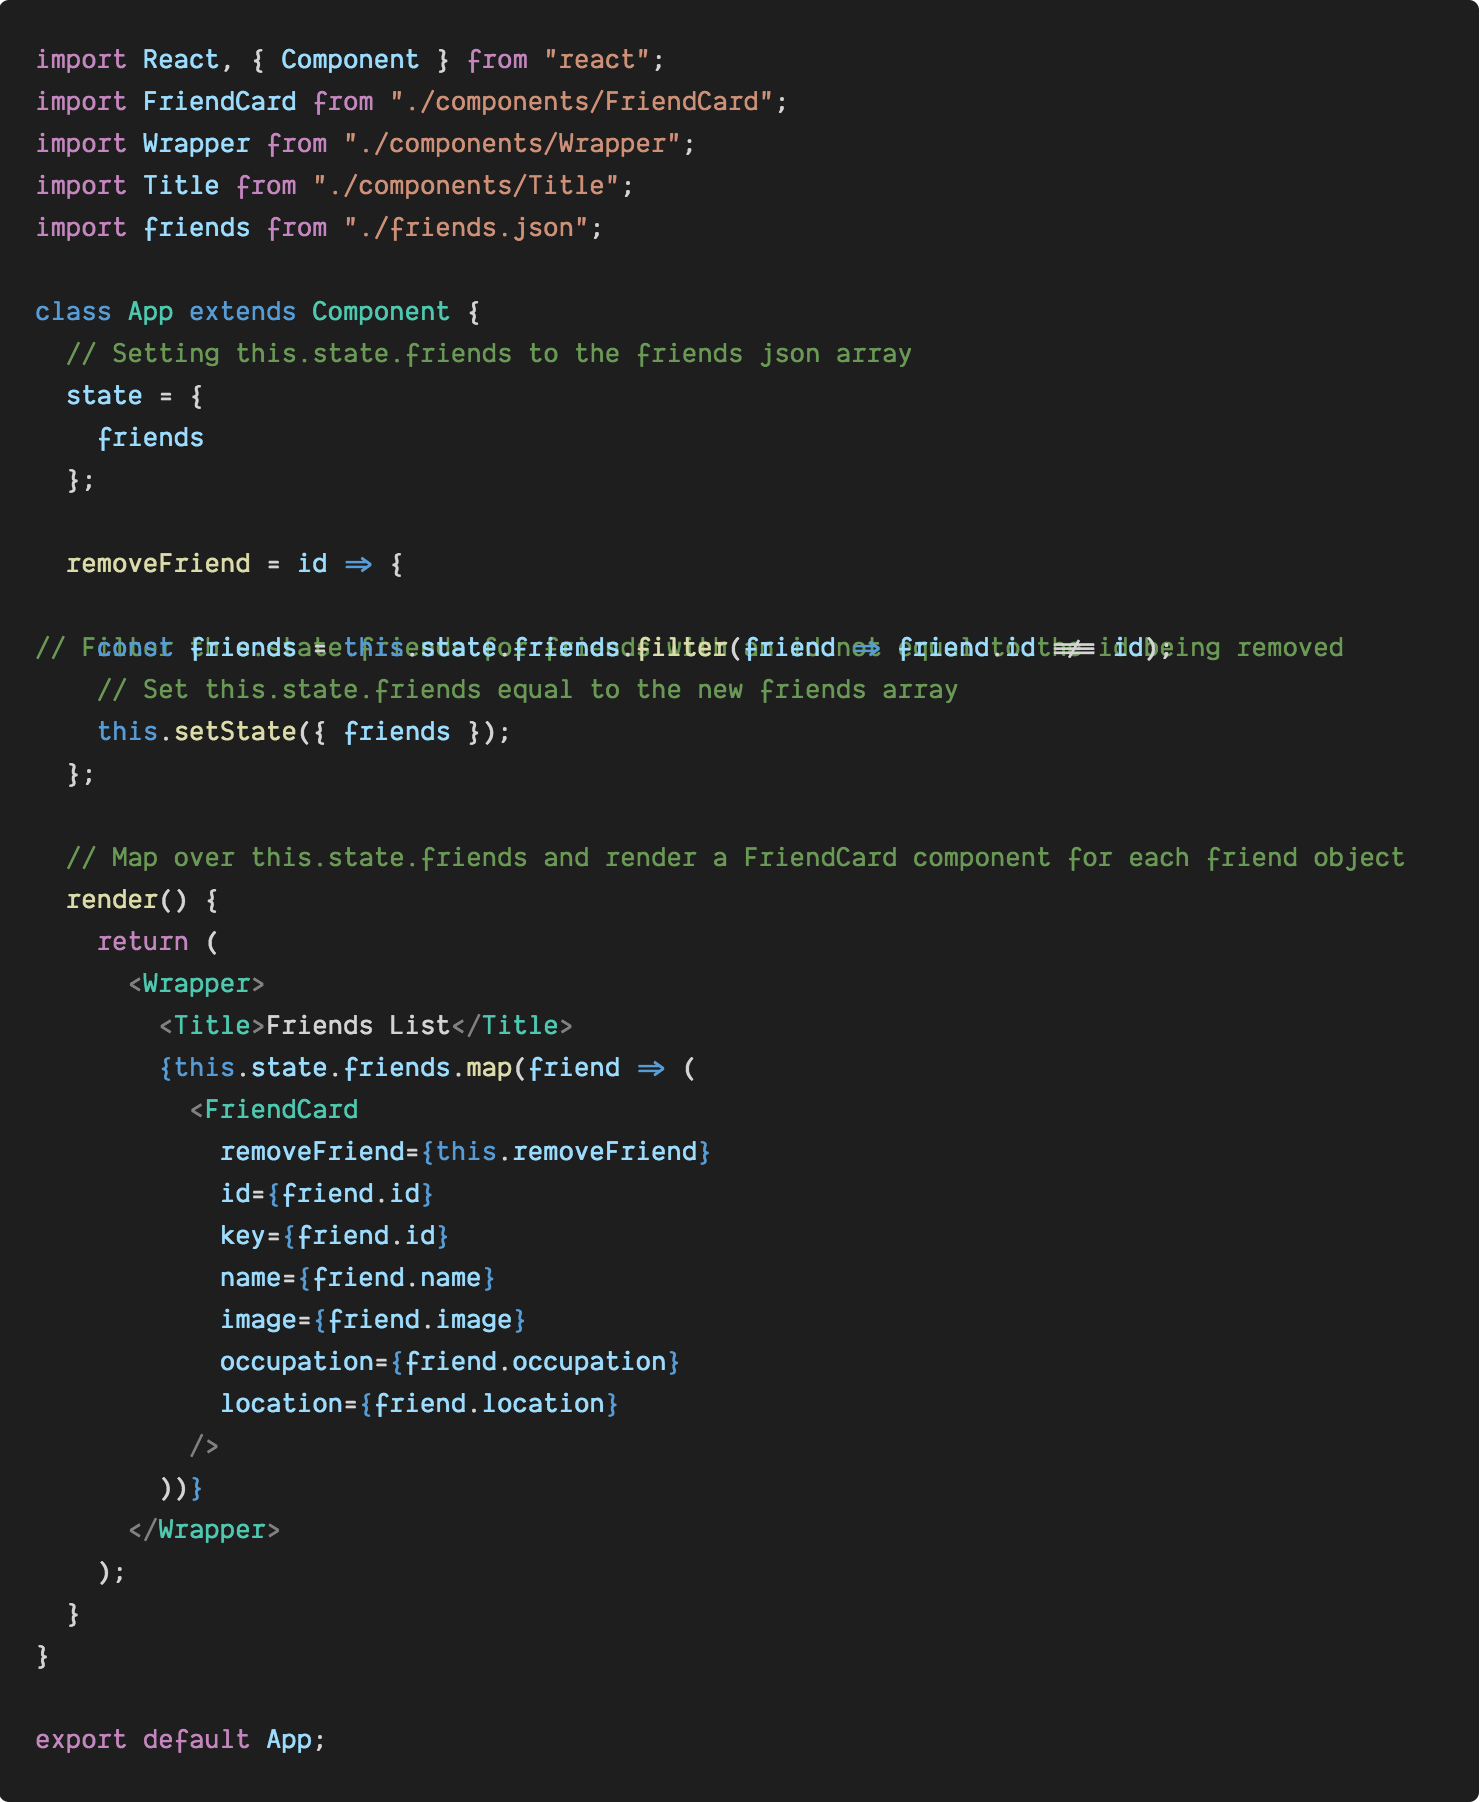 import React, { Component } from "react";
import FriendCard from "./components/FriendCard";
import Wrapper from "./components/Wrapper";
import Title from "./components/Title";
import friends from "./friends.json";
class App extends Component {
  // Setting this.state.friends to the friends json array
  state = {
    friends
  };
  removeFriend = id => {
// Filter this.state.friends for friends with an id not equal to the id being removed
    const friends = this.state.friends.filter(friend => friend.id !== id);
    // Set this.state.friends equal to the new friends array
    this.setState({ friends });
  };
  // Map over this.state.friends and render a FriendCard component for each friend object
  render() {
    return (
      <Wrapper>
        <Title>Friends List</Title>
        {this.state.friends.map(friend => (
          <FriendCard
            removeFriend={this.removeFriend}
            id={friend.id}
            key={friend.id}
            name={friend.name}
            image={friend.image}
            occupation={friend.occupation}
            location={friend.location}
          />
        ))}
      </Wrapper>
    );
  }
}
export default App;